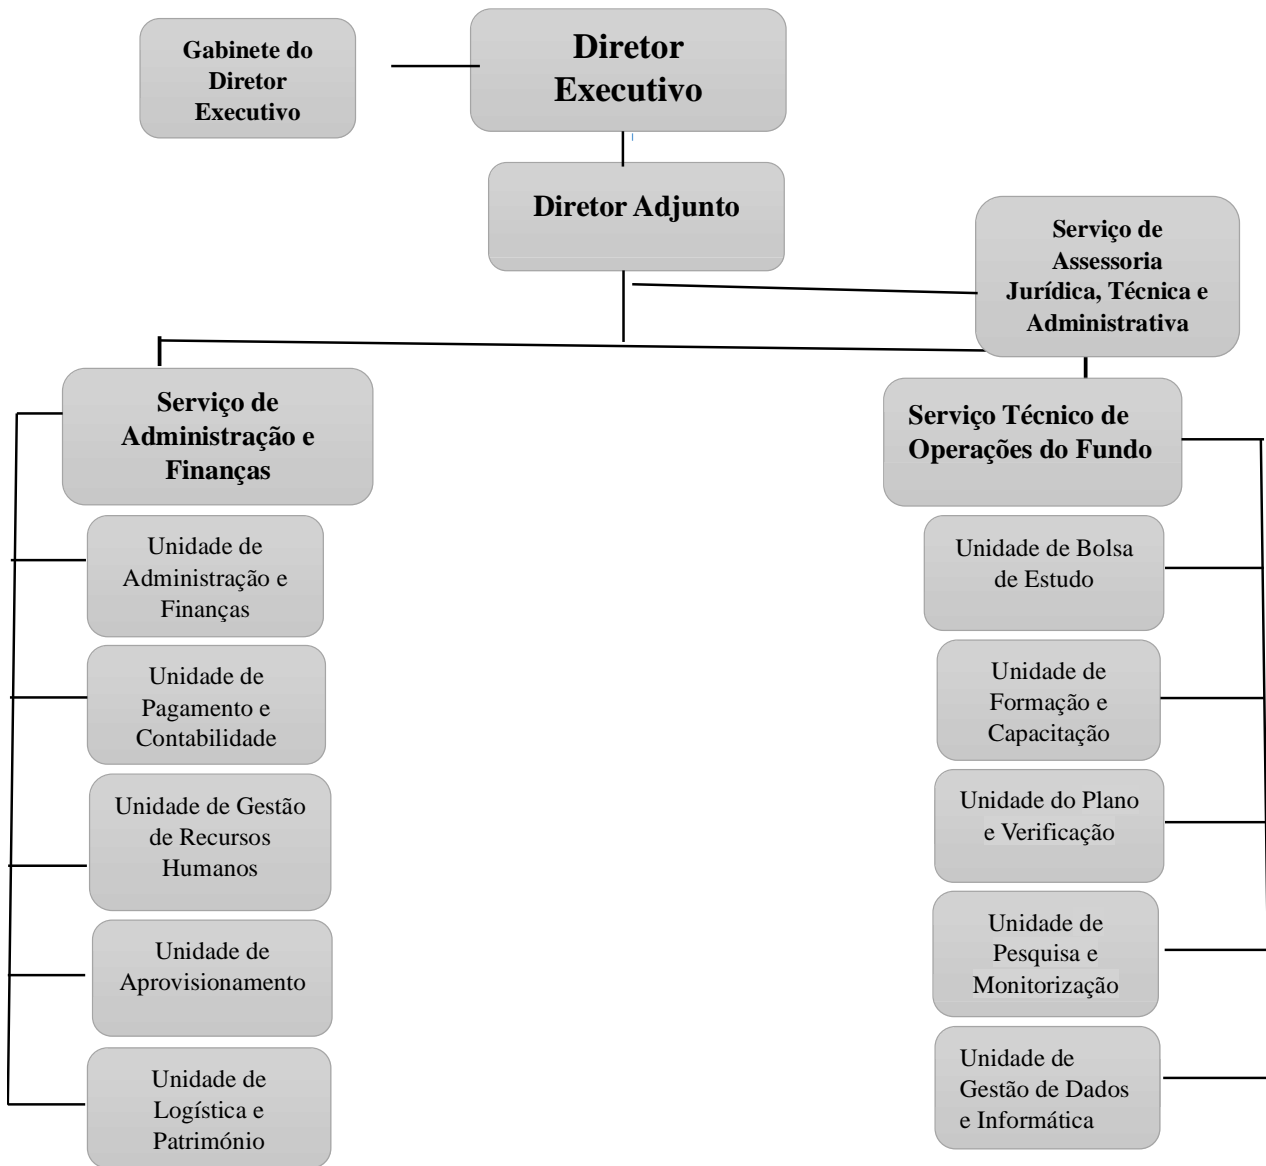 Gabinete do
Diretor
Executivo
Diretor
Executivo
Diretor Adjunto
Serviço de
Assessoria
Jurídica, Técnica e
Administrativa
Serviço de
Administração e
Finanças
Serviço Técnico de
Operações do Fundo
Unidade de
Administração e
Finanças
Unidade de
Pagamento e
Contabilidade
Unidade de Gestão
de Recursos
Humanos
Unidade de
Aprovisionamento
Unidade de
Logística e
Património
Unidade de Bolsa
de Estudo
Unidade de
Formação e
Capacitação
Unidade do Plano
e Verificação
Unidade de
Pesquisa e
Monitorização
Unidade de
Gestão de Dados
e Informática